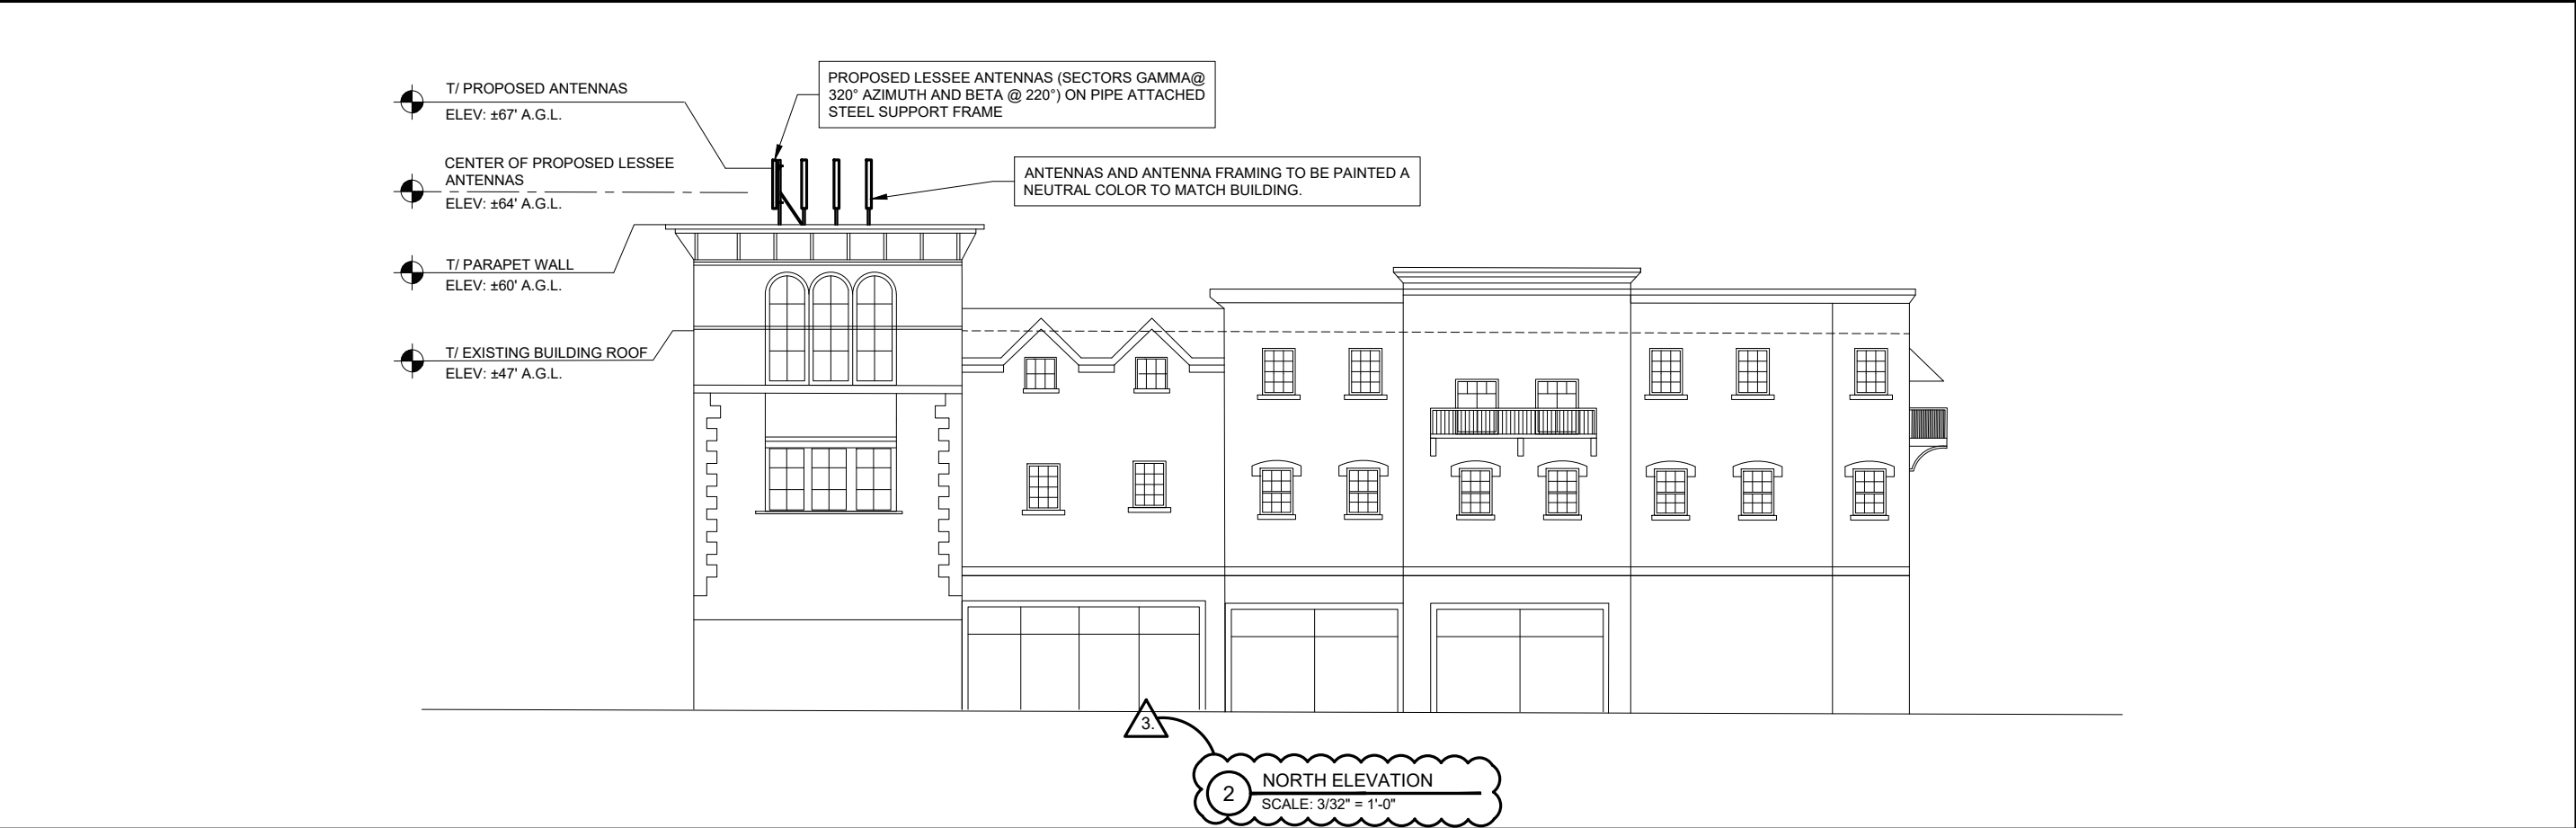 T/ PROPOSED ANTENNAS
ELEV: ±67' A.G.L.
PROPOSED LESSEE ANTENNAS (SECTORS GAMMA@
320° AZIMUTH AND BETA @ 220°) ON PIPE ATTACHED
STEEL SUPPORT FRAME
CENTER OF PROPOSED LESSEE
ANTENNAS
ELEV: ±64' A.G.L.
ANTENNAS AND ANTENNA FRAMING TO BE PAINTED A
NEUTRAL COLOR TO MATCH BUILDING.
T/ PARAPET WALL
ELEV: ±60' A.G.L.
T/ EXISTING BUILDING ROOF
ELEV: ±47' A.G.L.
3.
2
NORTH ELEVATION
SCALE: 3/32" = 1'-0"